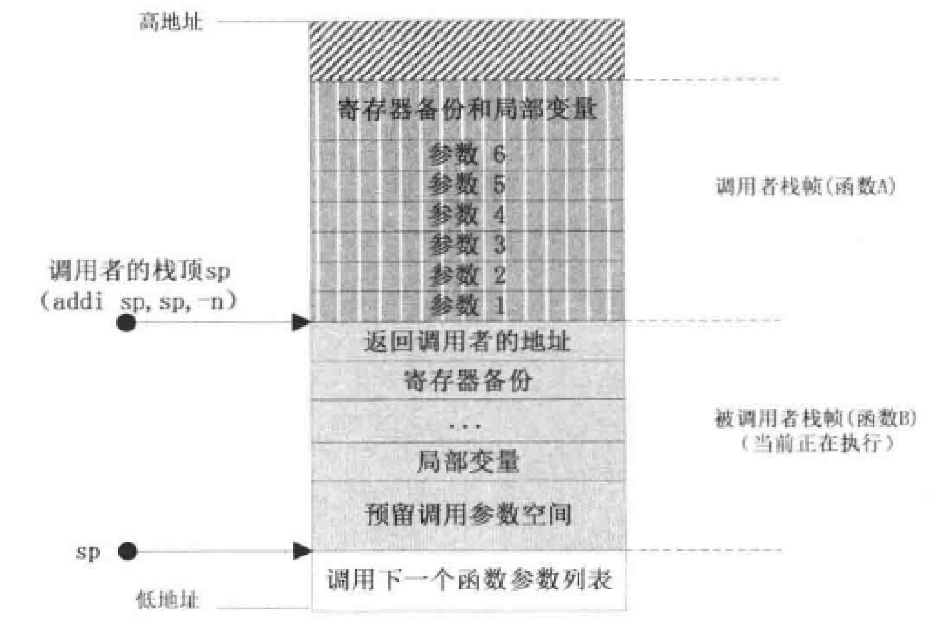 高地址
寄存器备份和局部变量
参数 6
参数 5
参数 4
参数 3
参数 2
参数 1
调用者栈帧(函数A)
调用者的栈顶sp
(addi sp,sp,-n)
返回调用者的地址
寄存器备份
...
局部变量
预留调用参数空间
被调用者栈帧(函数B)
(当前正在执行)
sp
调用下一个函数参数列表
低地址